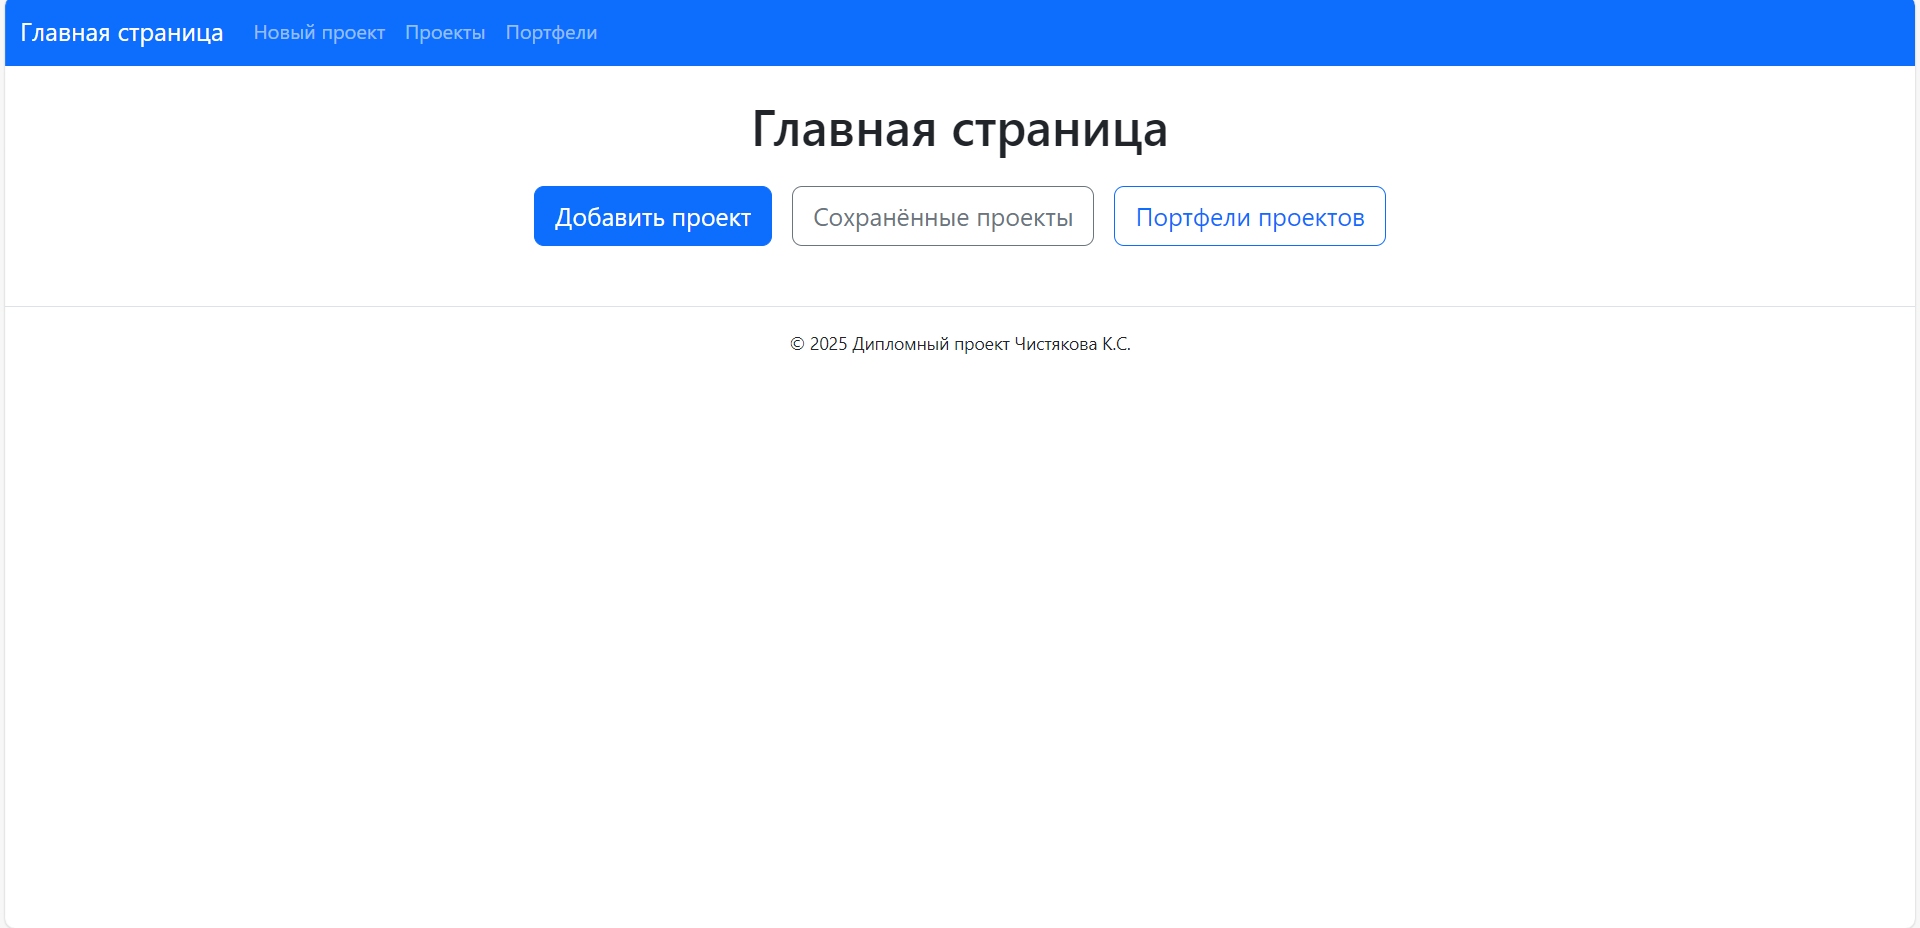 Главная страница Новый проект Проекты Портфели
Главная страница
Добавить проект Сохранённые проекты Портфели проектов
© 2025 Дипломный проект Чистякова К.С.